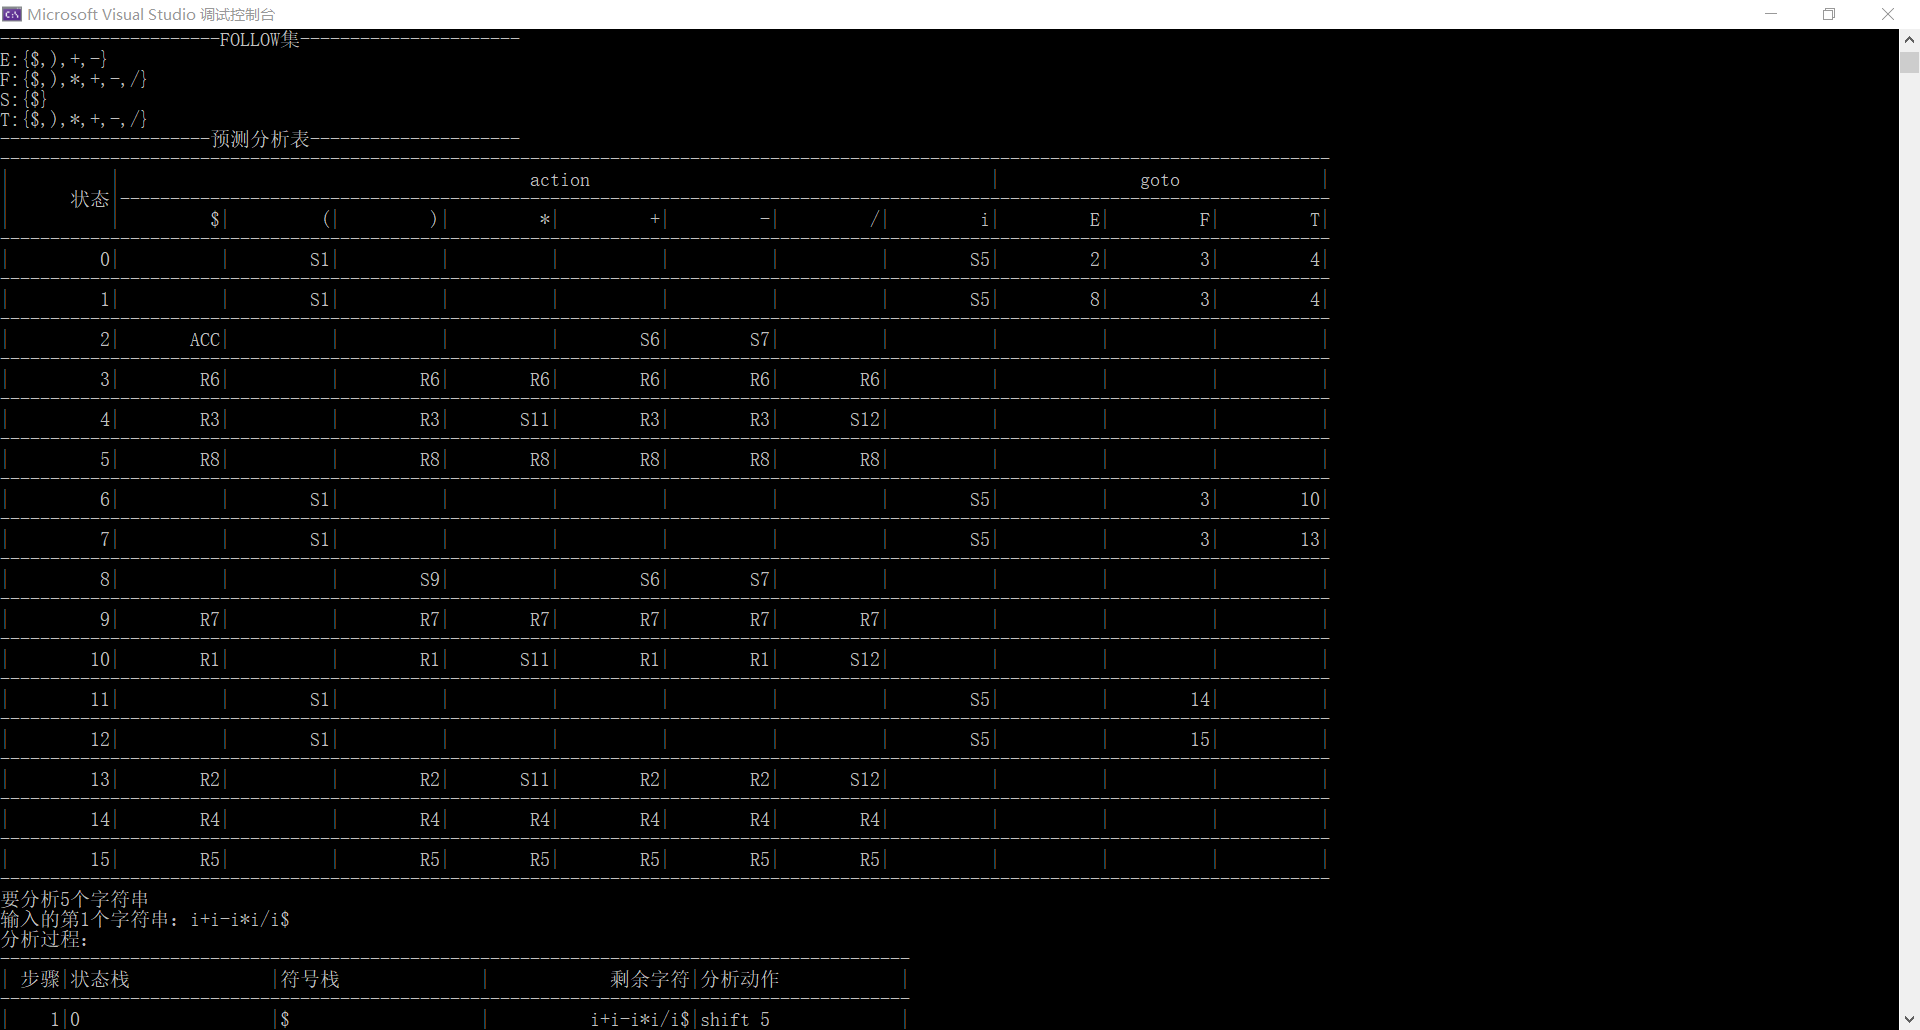 Microsoft Visual Studio 调试控制台
----------------------FOLLOW集----------------------
E:{$,),+,-}
F:{$,),*,+,-,/}
S:{$}
T:{$,),*,+,-,/}
---------------------预测分析表---------------------
| | action | goto |
| 状态|
| | $| (| )| *| +| -| /| i| E| F| T|
| 0| | S1| | | | | | S5| 2| 3| 4|
| 1| | S1| | | | | | S5| 8| 3| 4|
| 2| ACC| | | | S6| S7| | | | | |
| 3| R6| | R6| R6| R6| R6| R6| | | | |
| 4| R3| | R3| S11| R3| R3| S12| | | | |
| 5| R8| | R8| R8| R8| R8| R8| | | | |
| 6| | S1| | | | | | S5| | 3| 10|
| 7| | S1| | | | | | S5| | 3| 13|
| 8| | | S9| | S6| S7| | | | | |
| 9| R7| | R7| R7| R7| R7| R7| | | | |
| 10| R1| | R1| S11| R1| R1| S12| | | | |
| 11| | S1| | | | | | S5| | 14| |
| 12| | S1| | | | | | S5| | 15| |
| 13| R2| | R2| S11| R2| R2| S12| | | | |
| 14| R4| | R4| R4| R4| R4| R4| | | | |
| 15| R5| | R5| R5| R5| R5| R5| | | | |
要分析5个字符串
输入的第1个字符串: i+i-i*i/i$
分析过程:
| 步骤|状态栈 |符号栈 | 剩余字符|分析动作 |
| 1|0 |$ | i+i-i*i/i$|shift 5 |